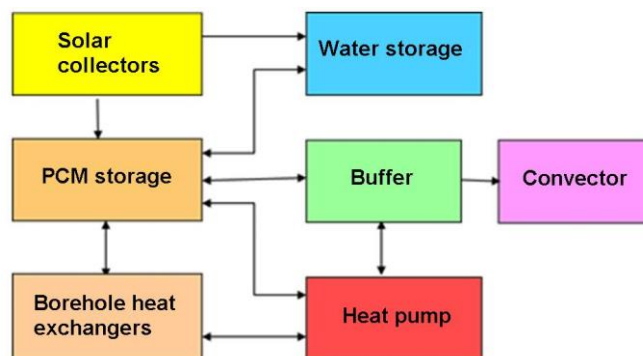 Solar
collectors
Water storage
PCM storage
Buffer
Convector
Borehole heat
exchangers
Heat pump